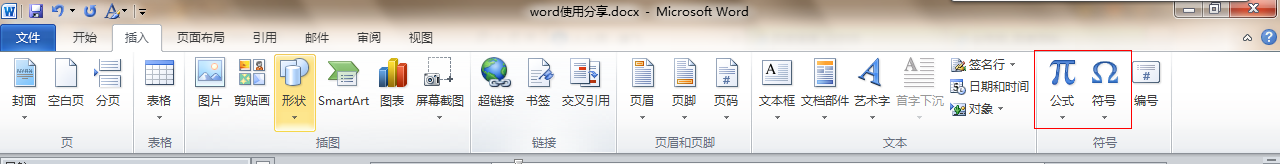 word使用分享.docx - Microsoft Word
文件 开始 插入 页面布局 引用 邮件 审阅 视图
封面 空白页 分页 表格 图片 剪贴画 形状 SmartArt 图表 屏幕截图 超链接 书签 交叉引用 页眉 页脚 页码 文本框 文档部件 艺术字 首字下沉 签名行 日期和时间 对象 公式 符号 编号
页 表格 插图 链接 页眉和页脚 文本 符号